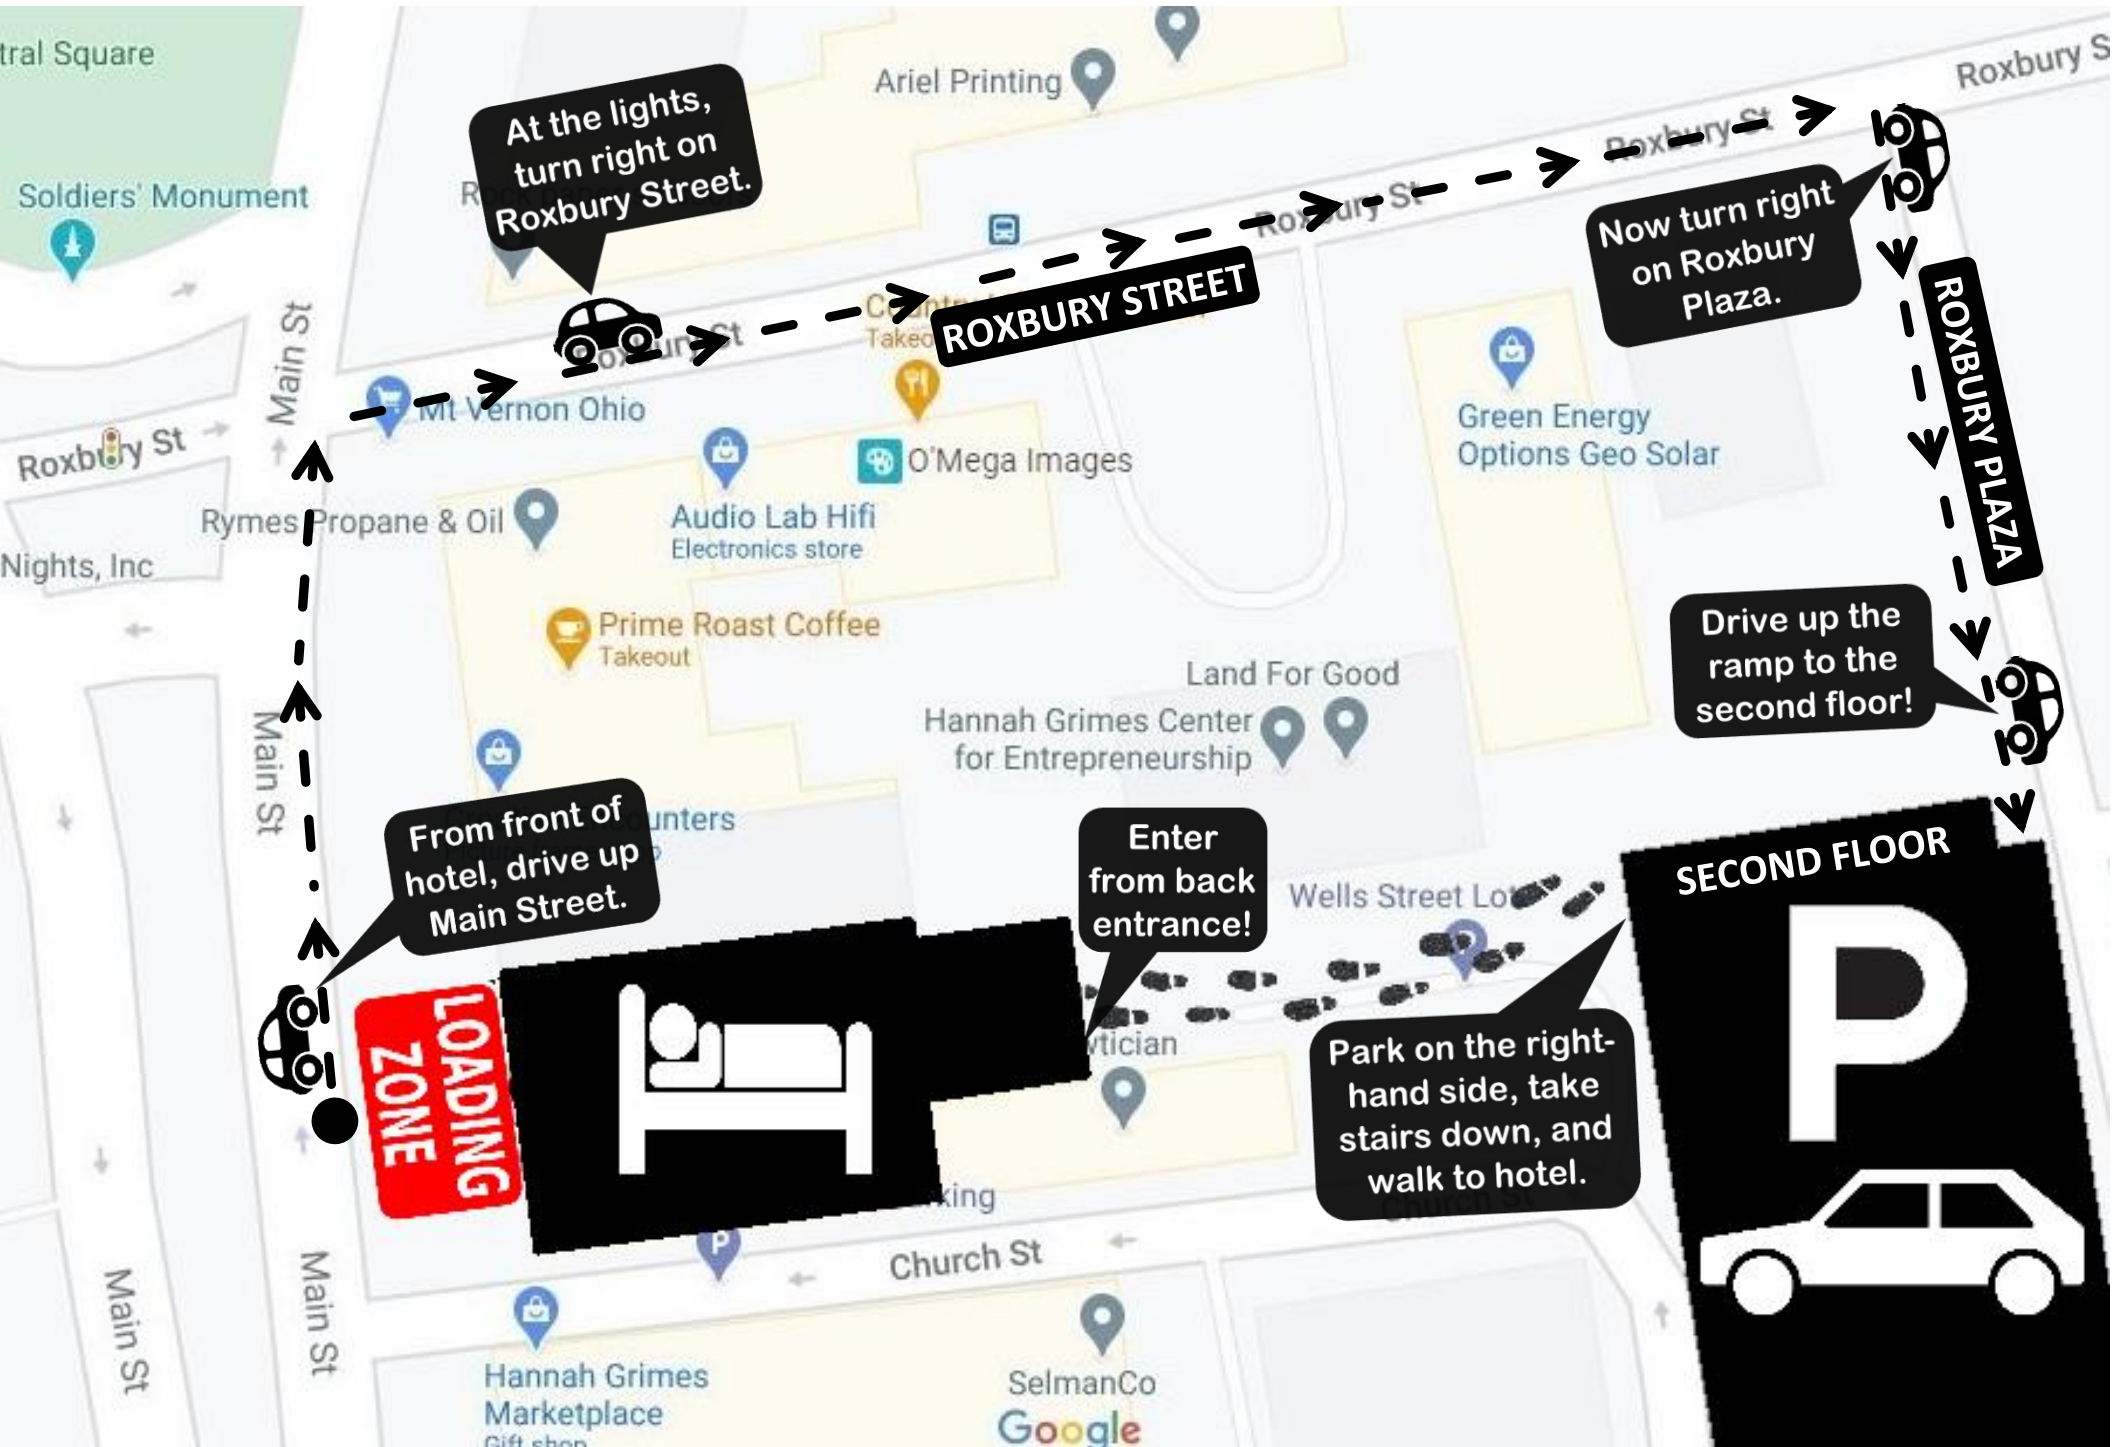 tral Square
Soldiers' Monument
At the lights,
turn right on
Roxbury Street.
Ariel Printing
Roxbury S
Roxbury St
Roxbury St
Now turn right
on Roxbury
Plaza.
ROXBURY STREET
ROXBURY PLAZA
Takeo
Roxbury St
Main St
Roxbury St
Mt Vernon Ohio
O'Mega Images
Green Energy
Options Geo Solar
Rymes Propane & Oil
Audio Lab Hifi
Electronics store
Nights, Inc
Prime Roast Coffee
Takeout
Drive up the
ramp to the
second floor!
Land For Good
Hannah Grimes Center
for Entrepreneurship
Main St
From front of
hotel, drive up
Main Street.
unters
Enter
from back
entrance!
Wells Street Lot
SECOND FLOOR
P
LOADING
ZONE
tician
Park on the right-
hand side, take
stairs down, and
walk to hotel.
king
P
Church St
Church St
Main St
Main St
Hannah Grimes
Marketplace
Gift shop
SelmanCo
Google